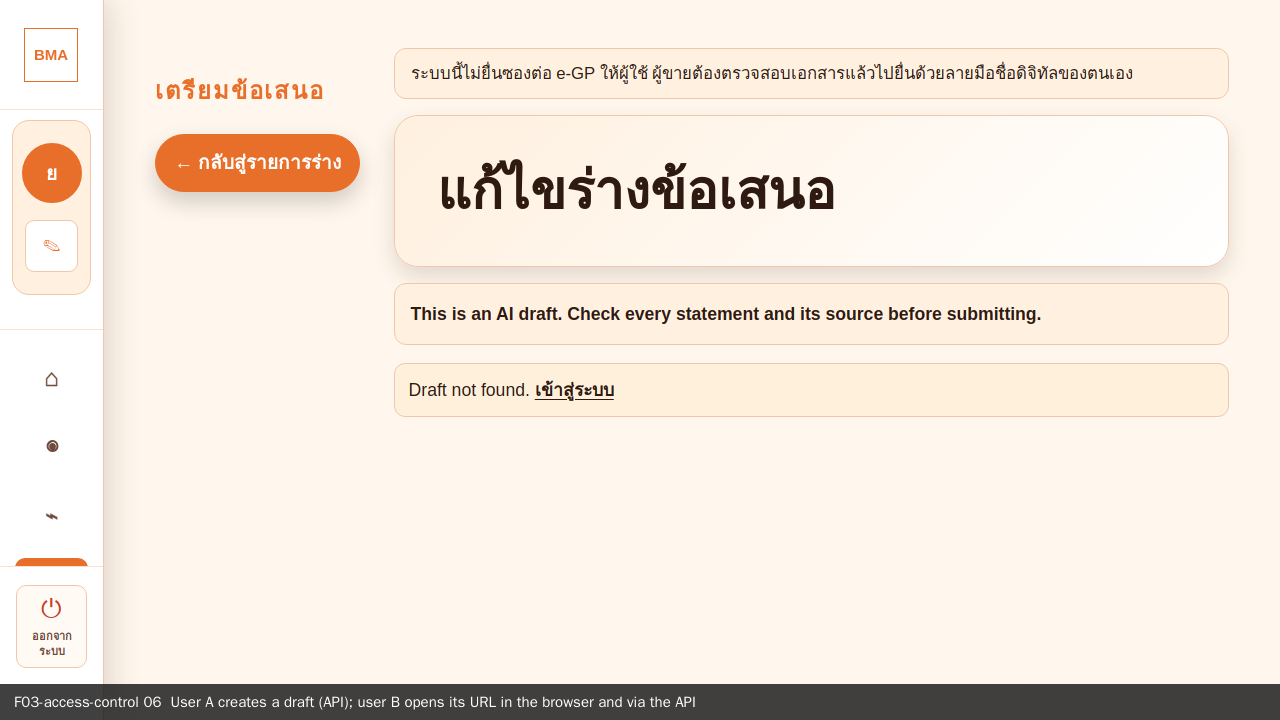 BMA
ย
ออกจาก
ระบบ
เตรียมข้อเสนอ
← กลับสู่รายการร่าง
ระบบนี้ไม่ยื่นซองต่อ e-GP ให้ผู้ใช้ ผู้ขายต้องตรวจสอบเอกสารแล้วไปยื่นด้วยลายมือชื่อดิจิทัลของตนเอง
แก้ไขร่างข้อเสนอ
This is an AI draft. Check every statement and its source before submitting.
Draft not found. เข้าสู่ระบบ
F03-access-control 06  User A creates a draft (API); user B opens its URL in the browser and via the API